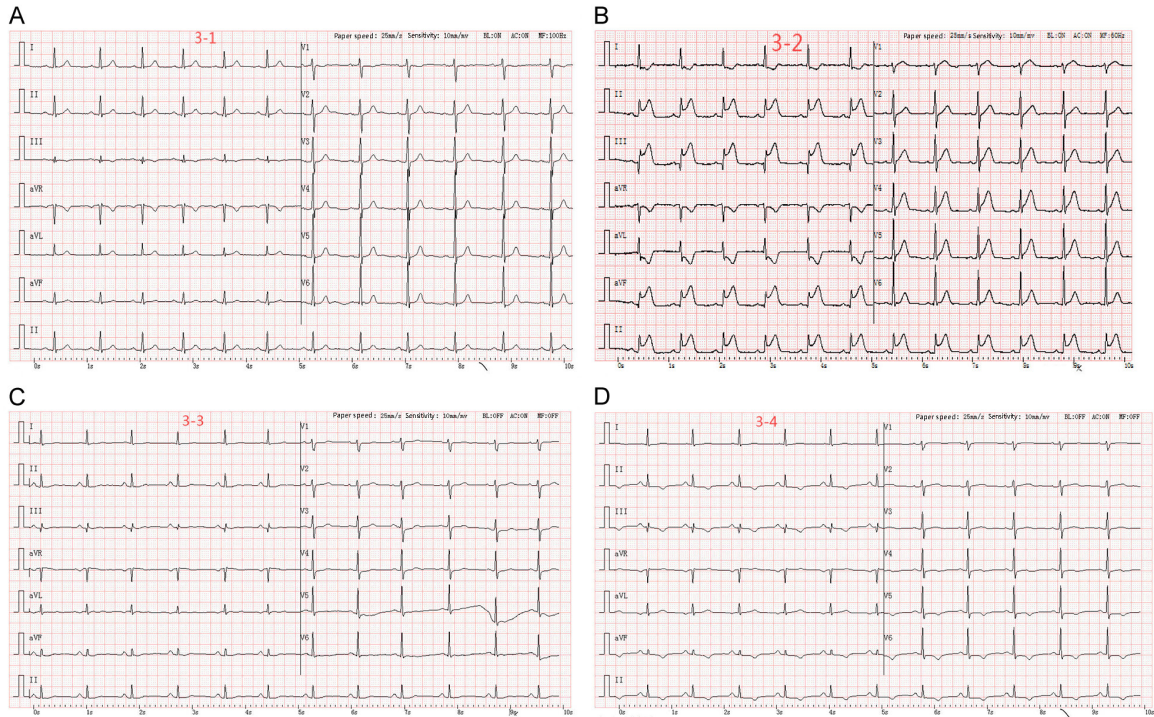 A
3-1
Paper speed: 25mm/s Sensitivity: 10mm/mv BL:ON AC:ON MF:100Hz
I
V1
II
V2
III
V3
aVR
V4
aVL
V5
aVF
V6
II
0s 1s 2s 3s 4s 5s 6s 7s 8s 9s 10s
B
3-2
Paper speed: 25mm/s Sensitivity: 10mm/mv BL:ON AC:ON MF:60Hz
I
V1
II
V2
III
V3
aVR
V4
aVL
V5
aVF
V6
II
0s 1s 2s 3s 4s 5s 6s 7s 8s 9s 10s
C
3-3
Paper speed: 25mm/s Sensitivity: 10mm/mv BL:OFF AC:ON MF:OFF
I
V1
II
V2
III
V3
aVR
V4
aVL
V5
aVF
V6
II
0s 1s 2s 3s 4s 5s 6s 7s 8s 9s 10s
D
3-4
Paper speed: 25mm/s Sensitivity: 10mm/mv BL:OFF AC:ON MF:OFF
I
V1
II
V2
III
V3
aVR
V4
aVL
V5
aVF
V6
II
0s 1s 2s 3s 4s 5s 6s 7s 8s 9s 10s